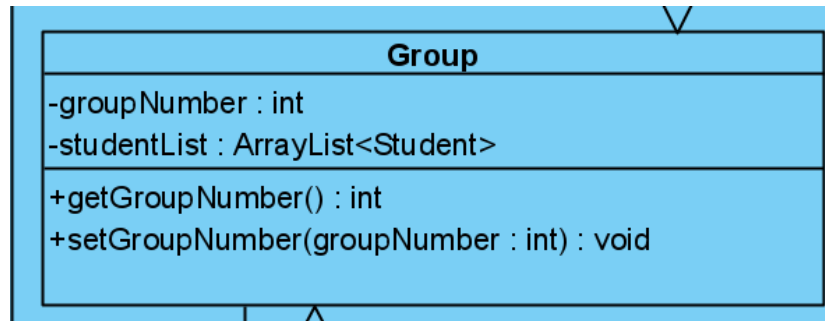 Group
-groupNumber : int
-studentList : ArrayList<Student>
+getGroupNumber() : int
+setGroupNumber(groupNumber : int) : void